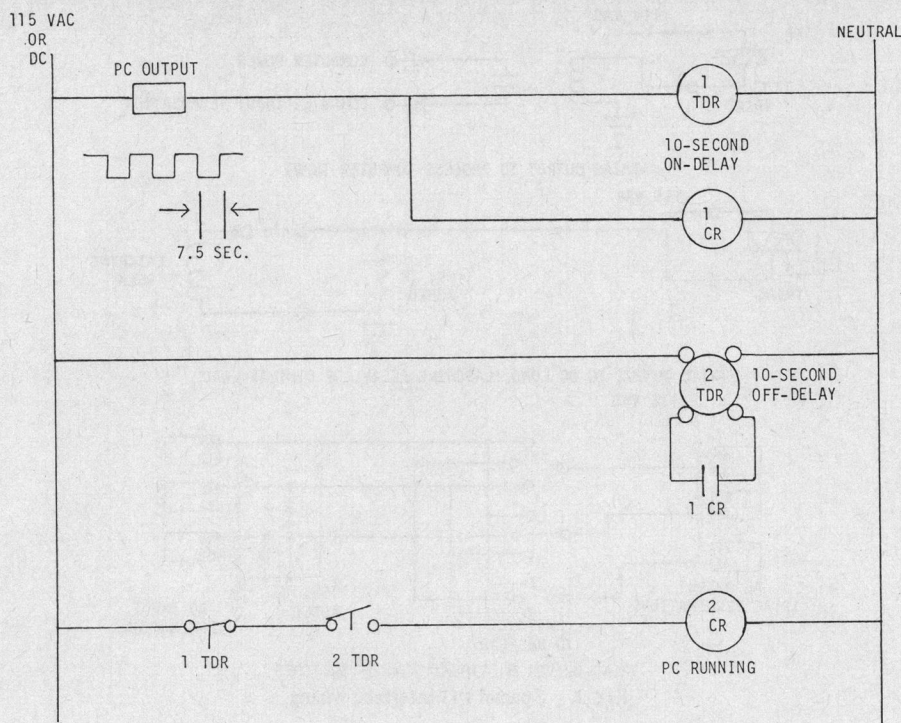 115 VAC
OR
DC
NEUTRAL
PC OUTPUT
1
TDR
10-SECOND
ON-DELAY
7.5 SEC.
1
CR
2
TDR
10-SECOND
OFF-DELAY
1 CR
1 TDR
2 TDR
2
CR
PC RUNNING